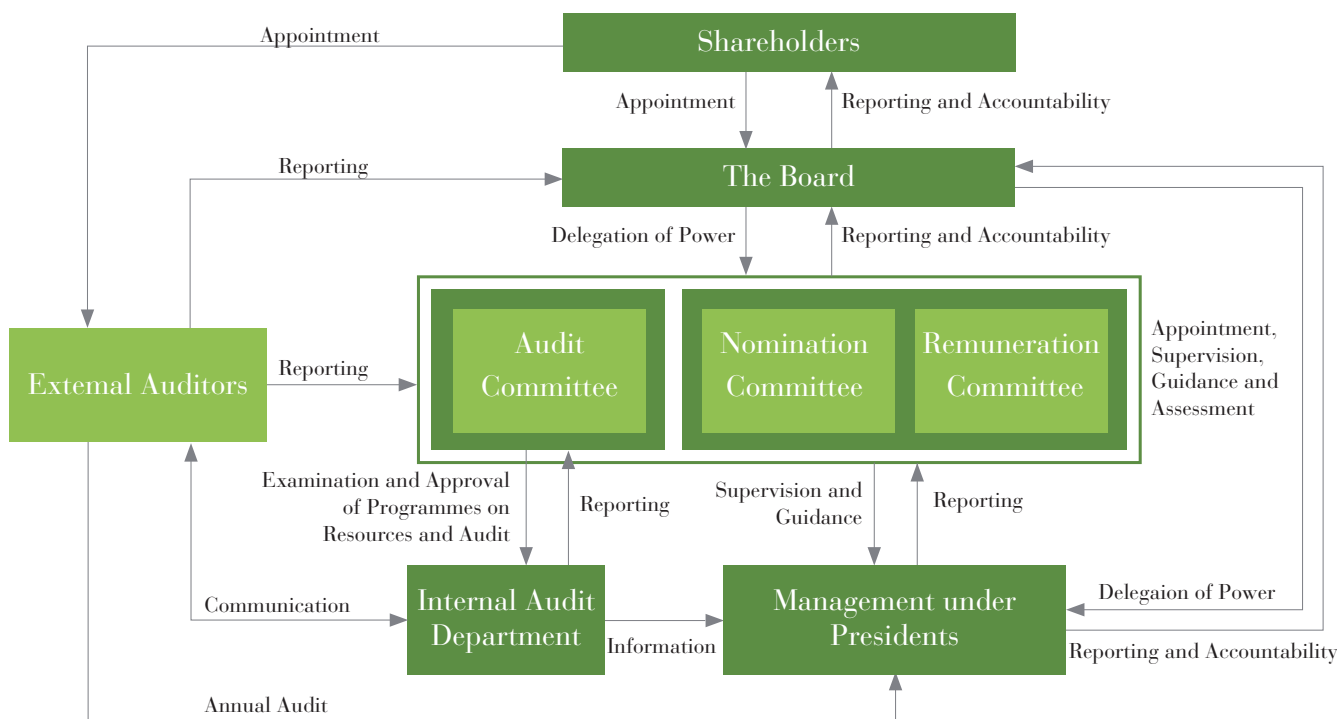 Appointment
Shareholders
Appointment
Reporting and Accountability
Reporting
The Board
Delegation of Power
Reporting and Accountability
External Auditors
Reporting
Audit
Committee
Nomination
Committee
Remuneration
Committee
Appointment,
Supervision,
Guidance and
Assessment
Examination and Approval
of Programmes on
Resources and Audit
Reporting
Supervision and
Guidance
Reporting
Communication
Internal Audit
Department
Information
Management under
Presidents
Delegaion of Power
Reporting and Accountability
Annual Audit